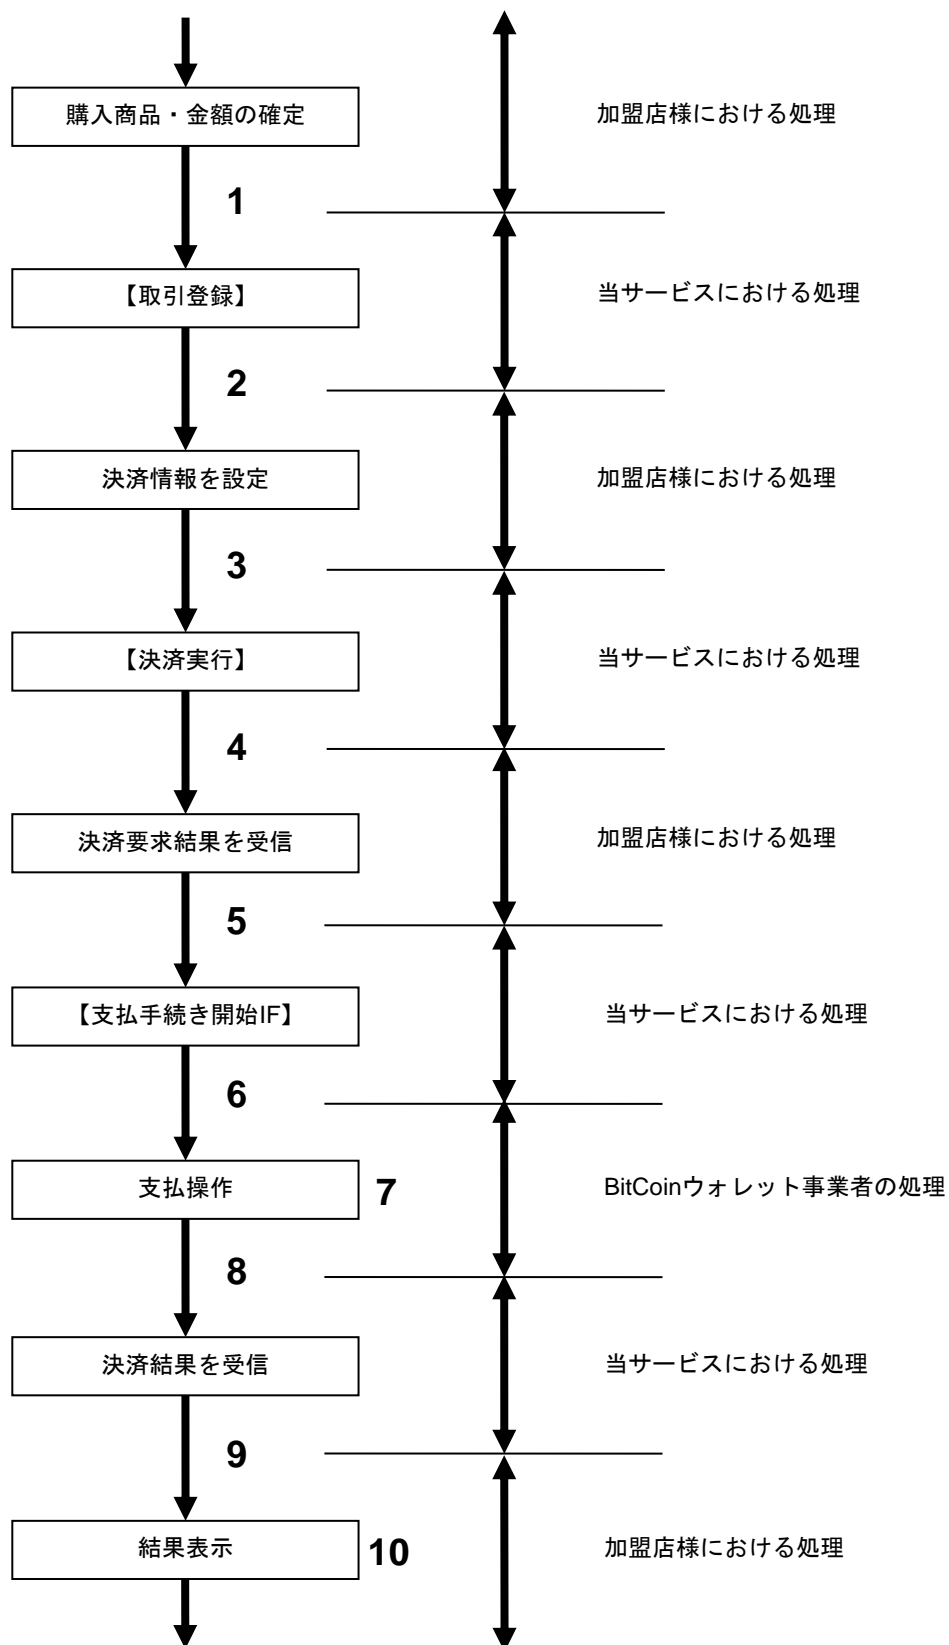 購入商品・金額の確定
加盟店様における処理
1
【取引登録】
当サービスにおける処理
2
決済情報を設定
加盟店様における処理
3
【決済実行】
当サービスにおける処理
4
決済要求結果を受信
加盟店様における処理
5
【支払手続き開始IF】
当サービスにおける処理
6
支払操作
7
BitCoinウォレット事業者の処理
8
決済結果を受信
当サービスにおける処理
9
結果表示
10
加盟店様における処理